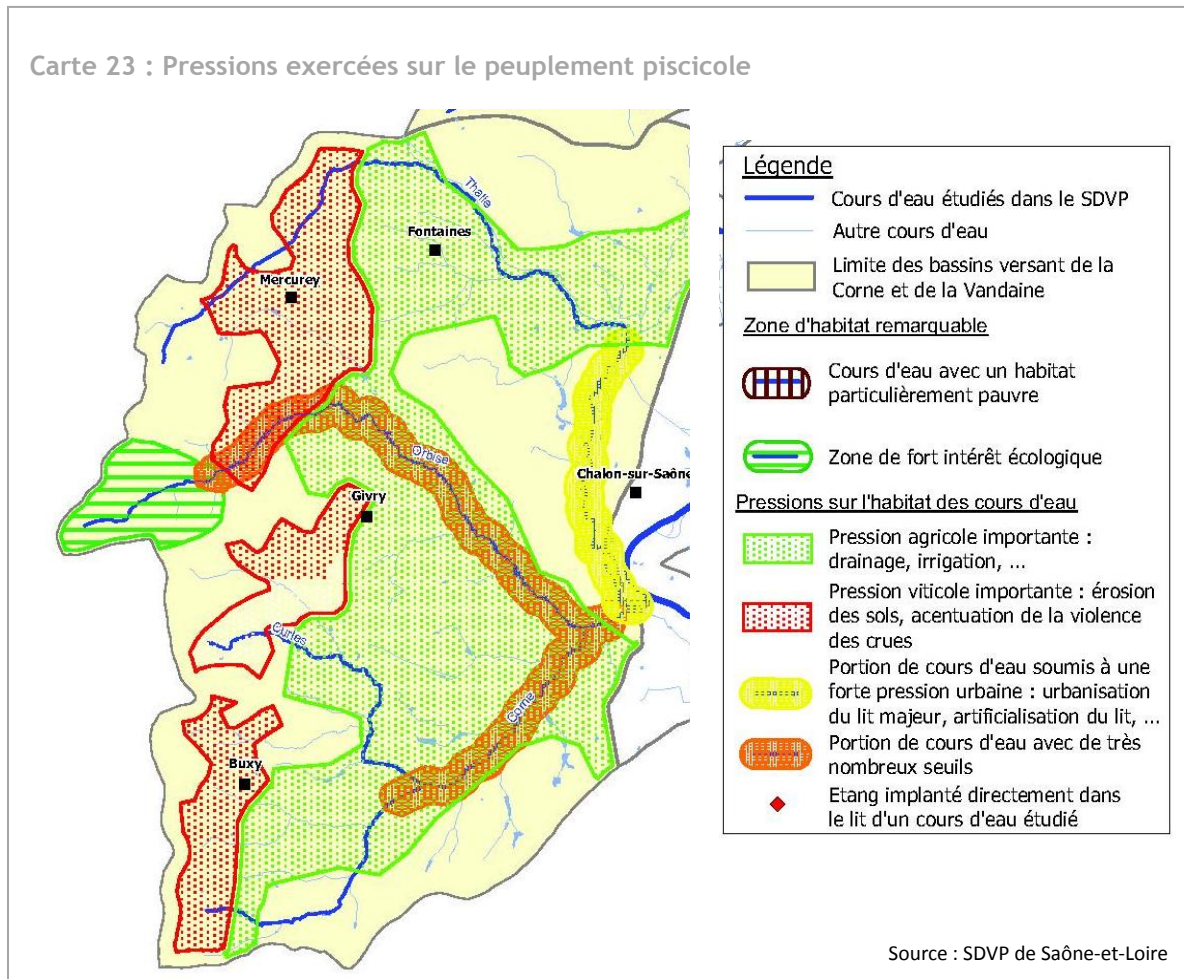 Carte 23 : Pressions exercées sur le peuplement piscicole
Thalie
Fontaines
Mercurey
Orbise
Chalon-sur-Saône
Givry
Curles
Corne
Buxy
Légende
Cours d'eau étudiés dans le SDVP
Autre cours d'eau
Limite des bassins versant de la
Corne et de la Vandaine
Zone d'habitat remarquable
Cours d'eau avec un habitat
particulièrement pauvre
Zone de fort intérêt écologique
Pressions sur l'habitat des cours d'eau
Pression agricole importante :
drainage, irrigation, ...
Pression viticole importante : érosion
des sols, acentuation de la violence
des crues
Portion de cours d'eau soumis à une
forte pression urbaine : urbanisation
du lit majeur, artificialisation du lit, ...
Portion de cours d'eau avec de très
nombreux seuils
Etang implanté directement dans
le lit d'un cours d'eau étudié
Source : SDVP de Saône-et-Loire